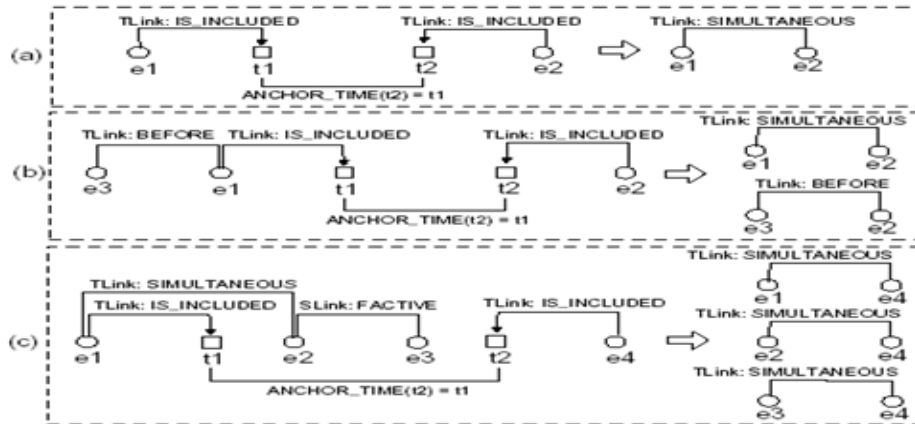 TLink: IS_INCLUDED TLink: IS_INCLUDED TLink: SIMULTANEOUS
(a)
e1 t1 t2 e2 e1 e2
ANCHOR_TIME(t2) = t1
TLink: SIMULTANEOUS
TLink: BEFORE TLink: IS_INCLUDED TLink: IS_INCLUDED
e1 e2
(b)
TLink: BEFORE
e3 e1 t1 t2 e2
ANCHOR_TIME(t2) = t1
e3 e2
TLink: SIMULTANEOUS
TLink: SIMULTANEOUS
e1 e4
TLink: IS_INCLUDED SLink: FACTIVE TLink: IS_INCLUDED
TLink: SIMULTANEOUS
(c)
e1 t1 e2 e3 t2 e4
e2 e4
TLink: SIMULTANEOUS
ANCHOR_TIME(t2) = t1
e3 e4